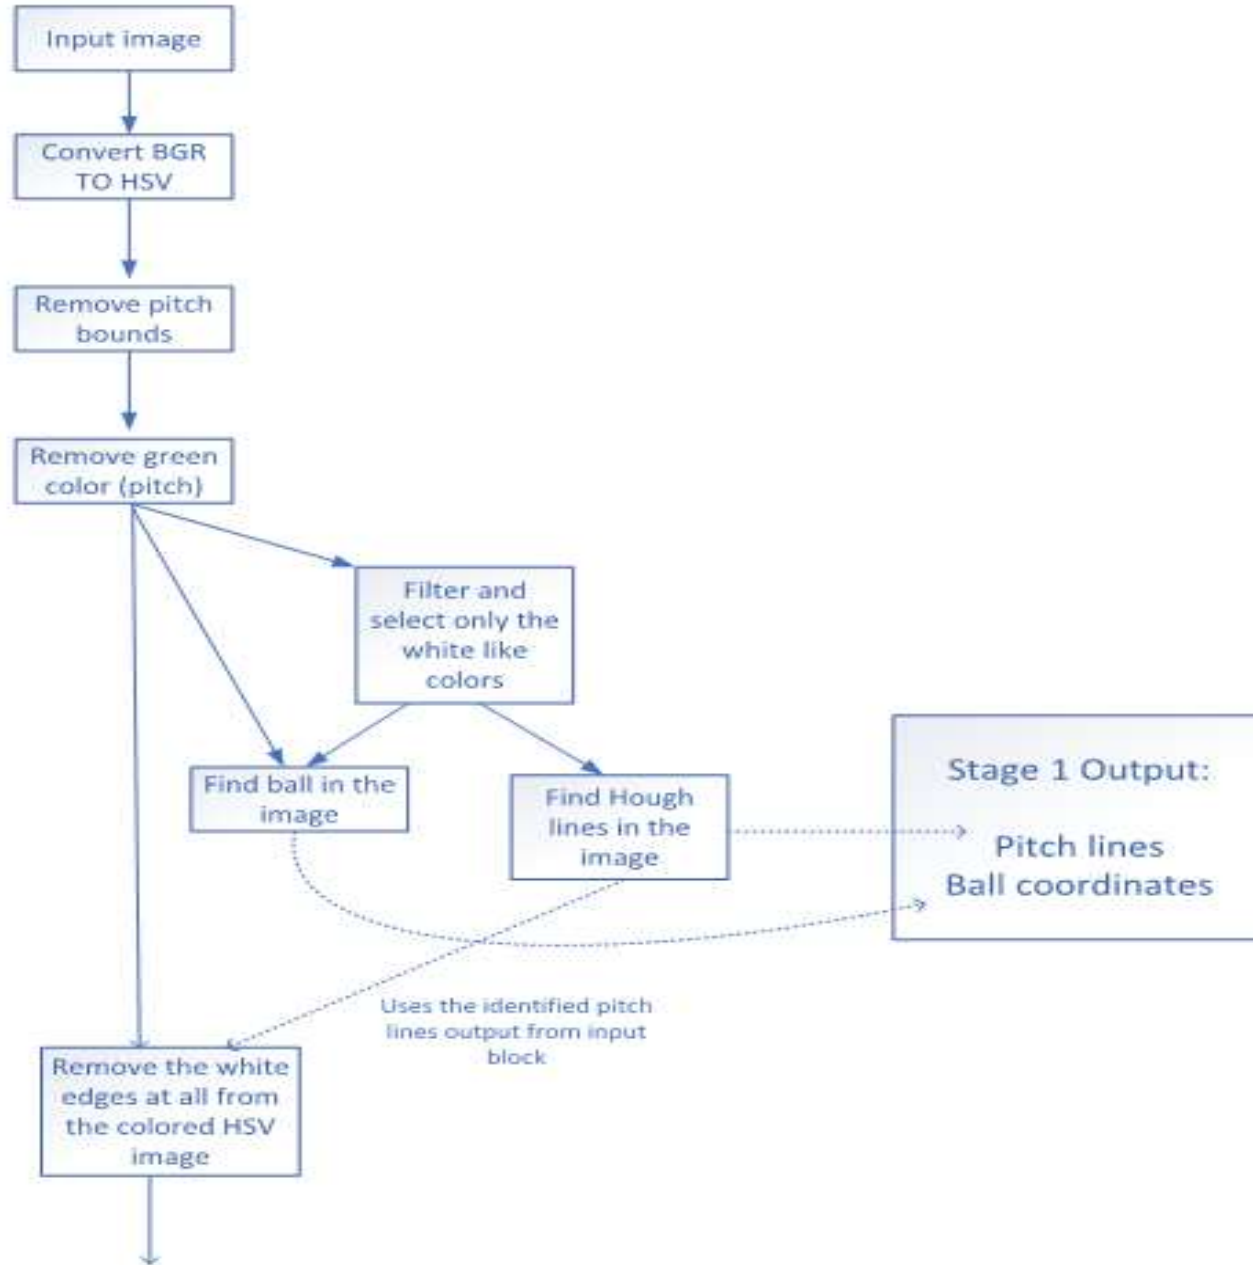 Input image
Convert BGR
TO HSV
Remove pitch
bounds
Remove green
color (pitch)
Filter and
select only the
white like
colors
Find ball in the
image
Find Hough
lines in the
image
Stage 1 Output:
Pitch lines
Ball coordinates
Uses the identified pitch
lines output from input
block
Remove the white
edges at all from
the colored HSV
image